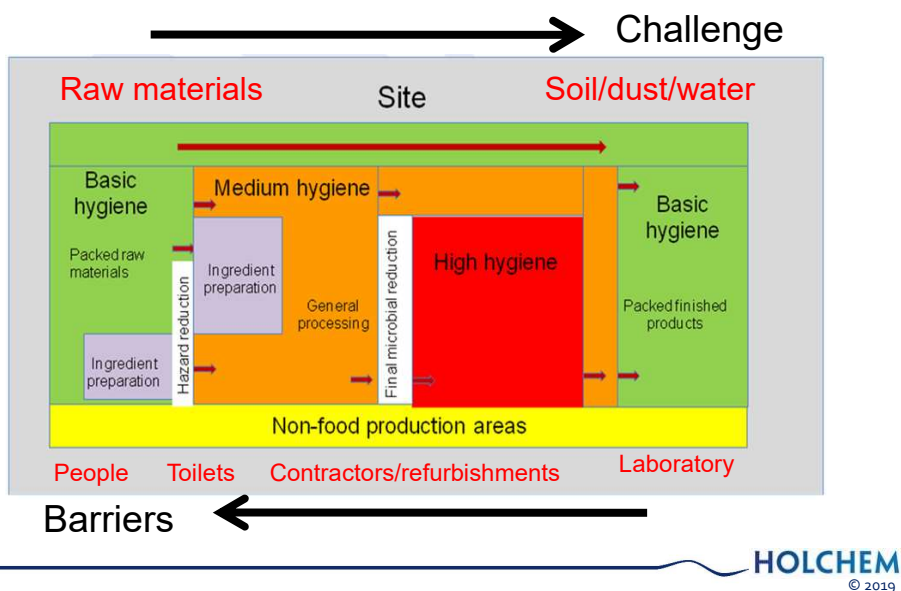 Challenge
Raw materials
Site
Soil/dust/water
Basic
hygiene
Packed raw
materials
Ingredient
preparation
Hazard reduction
Medium hygiene
Ingredient
preparation
General
processing
Final microbial reduction
High hygiene
Basic
hygiene
Packed finished
products
Non-food production areas
People
Toilets
Contractors/refurbishments
Laboratory
Barriers
HOLCHEM
© 2019